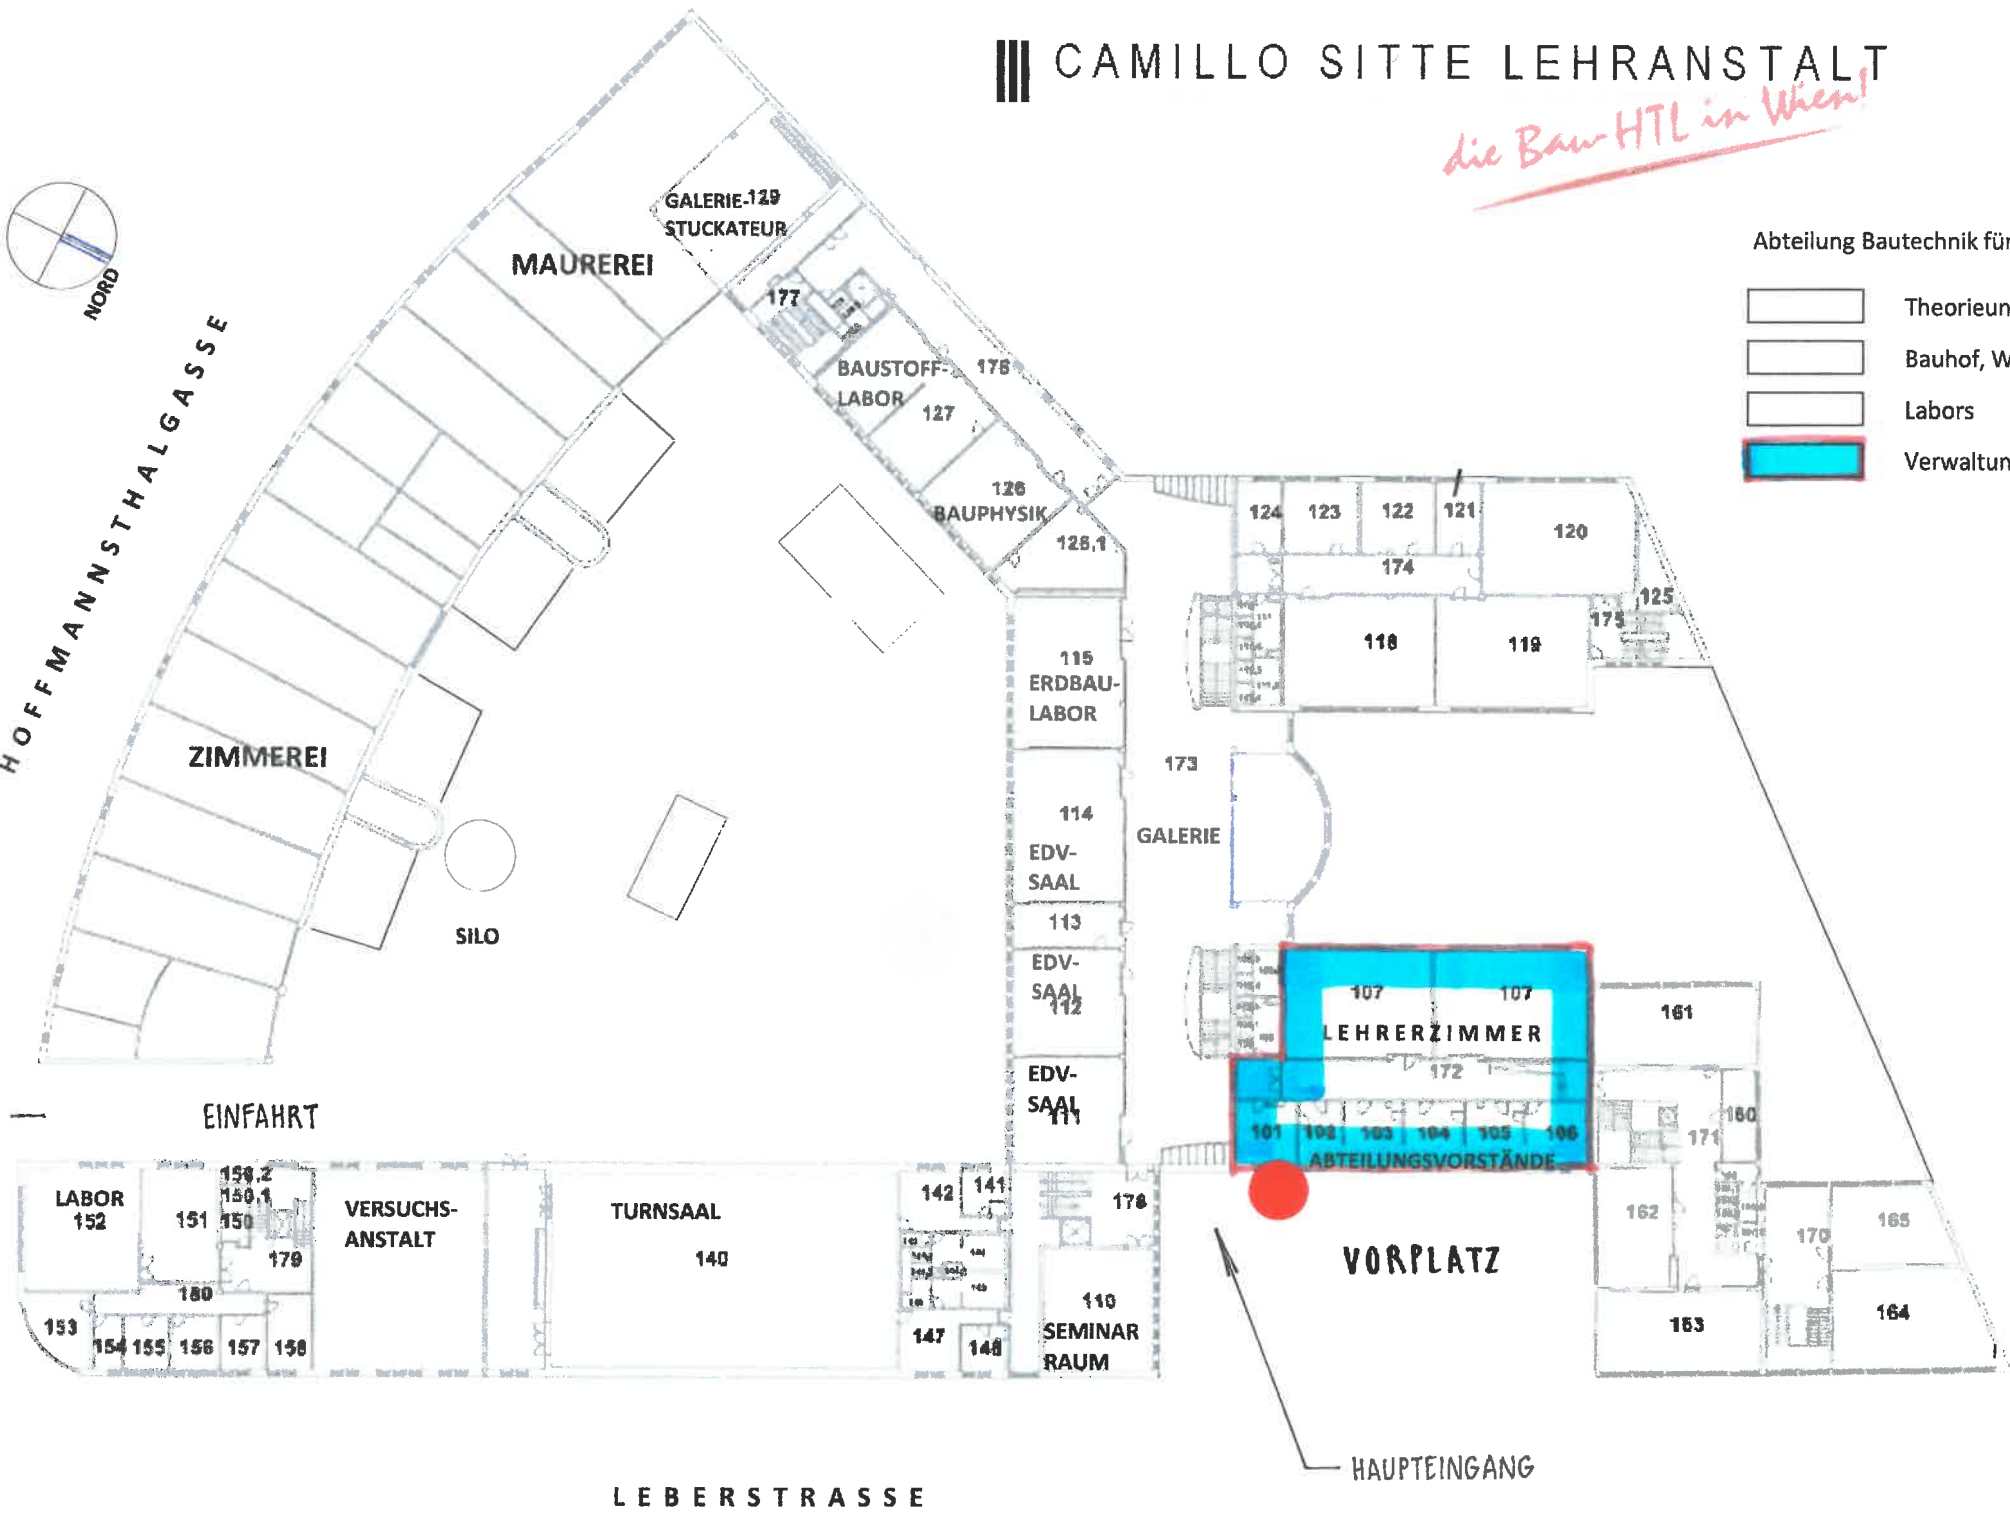 CAMILLO SITTE LEHRANSTALT
die Bau-HTL in Wien!
NORD
HOFFMANNSTHALGASSE
Abteilung Bautechnik für
Theorieun
Bauhof, W
Labors
Verwaltun
GALERIE-129
STUCKATEUR
MAUREREI
177
BAUSTOFF-
LABOR
127
176
126
BAUPHYSIK
126,1
124
123
122
121
120
174
125
175
118
119
115
ERDBAU-
LABOR
173
ZIMMEREI
114
EDV-
SAAL
GALERIE
SILO
113
EDV-
SAAL
112
107
107
LEHRERZIMMER
161
172
EDV-
SAAL
111
160
171
EINFAHRT
101
102
103
104
105
106
ABTEILUNGSVORSTÄNDE
LABOR
152
151
150,2
150,1
150
179
180
153
154
155
156
157
158
VERSUCHS-
ANSTALT
TURNSAAL
140
142
141
147
148
178
110
SEMINAR
RAUM
VORPLATZ
162
170
165
163
164
HAUPTEINGANG
LEBERSTRASSE